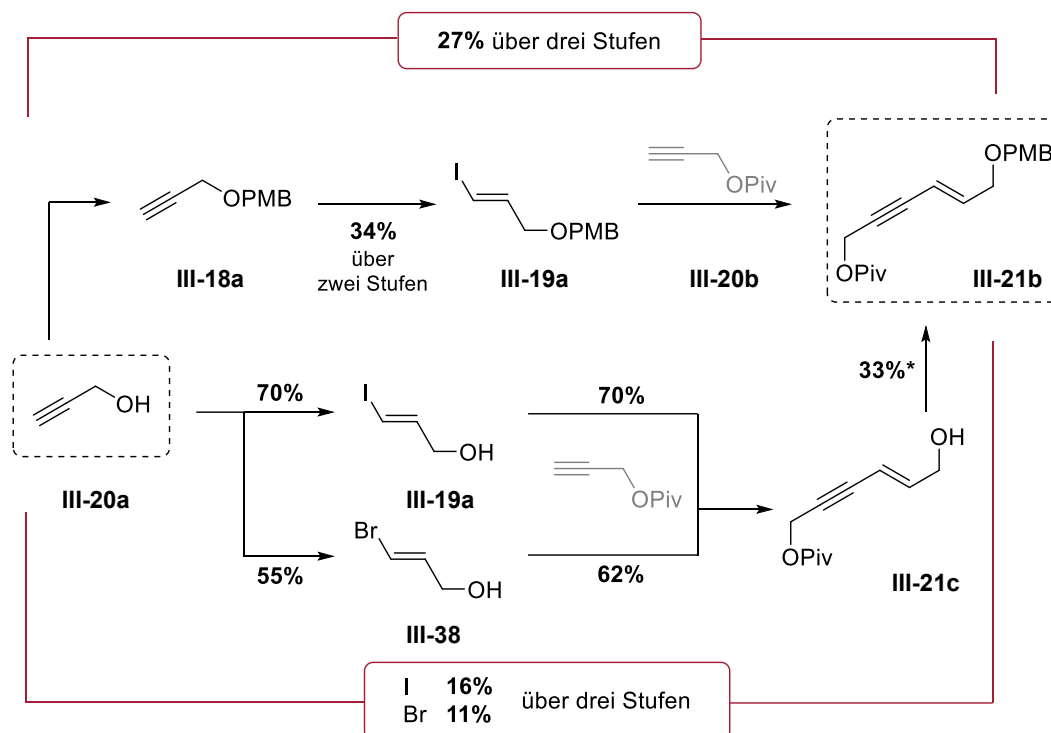 27% über drei Stufen
OPMB
III-18a
34%
über
zwei Stufen
I
OPMB
III-19a
OPiv
III-20b
OPMB
OPiv
III-21b
OH
III-20a
70%
I
OH
III-19a
70%
OPiv
55%
Br
OH
III-38
62%
33%*
OH
OPiv
III-21c
I 16%
Br 11%
über drei Stufen